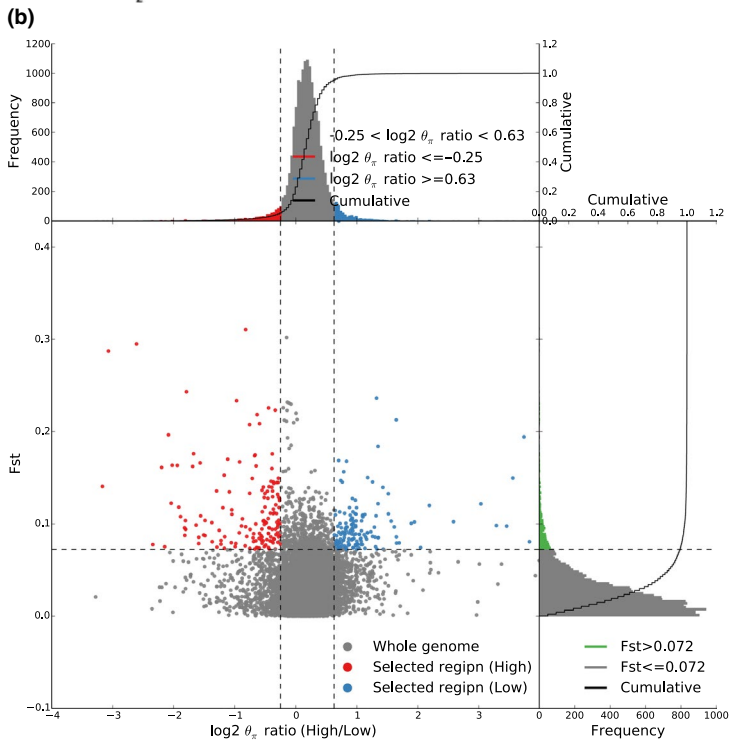 (b)
1200
1000
800
600
400
200
0
Frequency
1.2
1.0
0.8
0.6
0.4
0.2
0.0
Cumulative
-0.25 < log2 θπ ratio < 0.63
log2 θπ ratio <=-0.25
log2 θπ ratio >=0.63
Cumulative
Cumulative
0.0 0.2 0.4 0.6 0.8 1.0 1.2
0.4
0.3
0.2
0.1
0.0
-0.1
Fst
Whole genome
Selected regipn (High)
Selected regipn (Low)
Fst>0.072
Fst<=0.072
Cumulative
−4 −3 −2 −1 0 1 2 3 4
log2 θπ ratio (High/Low)
0 200 400 600 800 1000
Frequency